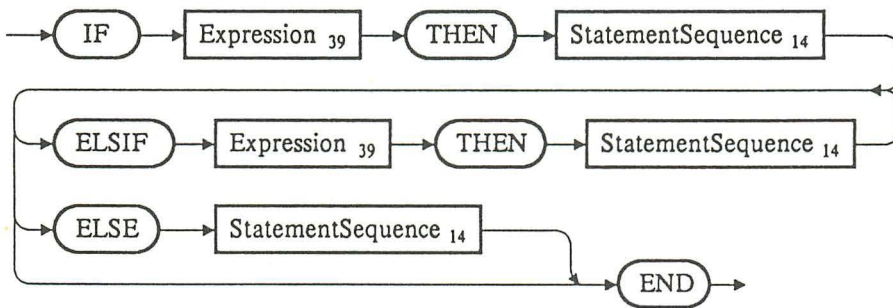 IF Expression 39 THEN StatementSequence 14
ELSIF Expression 39 THEN StatementSequence 14
ELSE StatementSequence 14
END